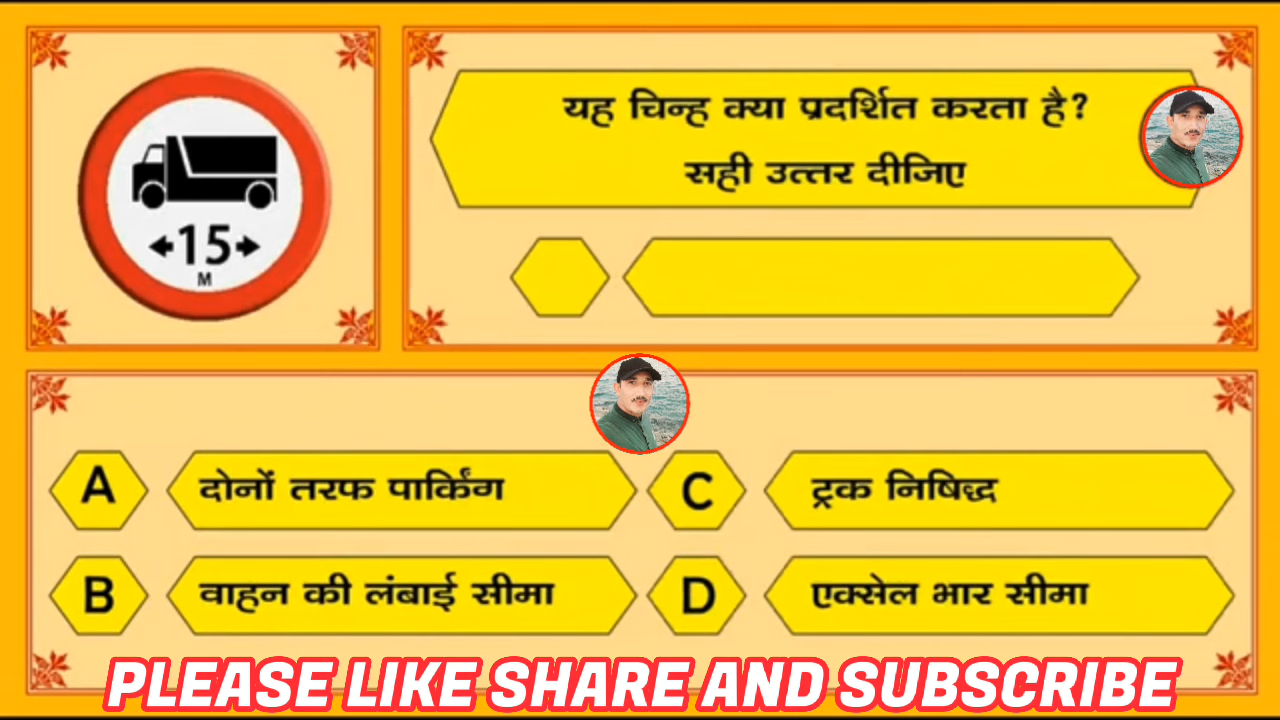 यह चिन्ह क्या प्रदर्शित करता है?
सही उत्तर दीजिए
15
M
A दोनों तरफ पार्किंग
C ट्रक निषिद्ध
B वाहन की लंबाई सीमा
D एक्सेल भार सीमा
PLEASE LIKE SHARE AND SUBSCRIBE